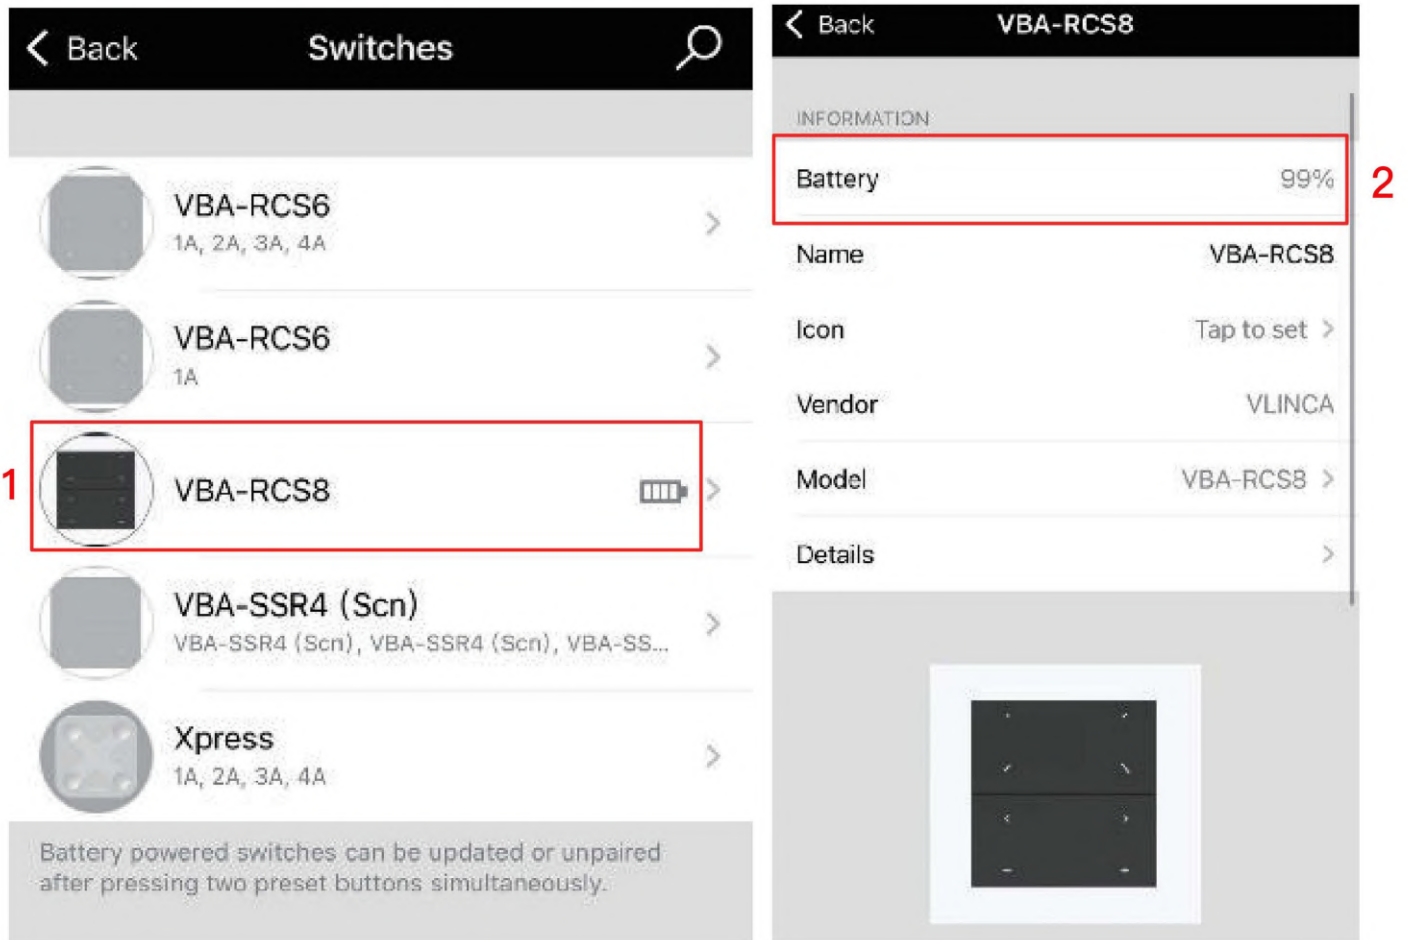 Back
Switches
VBA-RCS6
1A, 2A, 3A, 4A
VBA-RCS6
1A
1
VBA-RCS8
VBA-SSR4 (Scn)
VBA-SSR4 (Scn), VBA-SSR4 (Scn), VBA-SS...
Xpress
1A, 2A, 3A, 4A
Battery powered switches can be updated or unpaired
after pressing two preset buttons simultaneously.
Back
VBA-RCS8
INFORMATION
Battery 99%
2
Name VBA-RCS8
Icon Tap to set >
Vendor VLINCA
Model VBA-RCS8 >
Details >